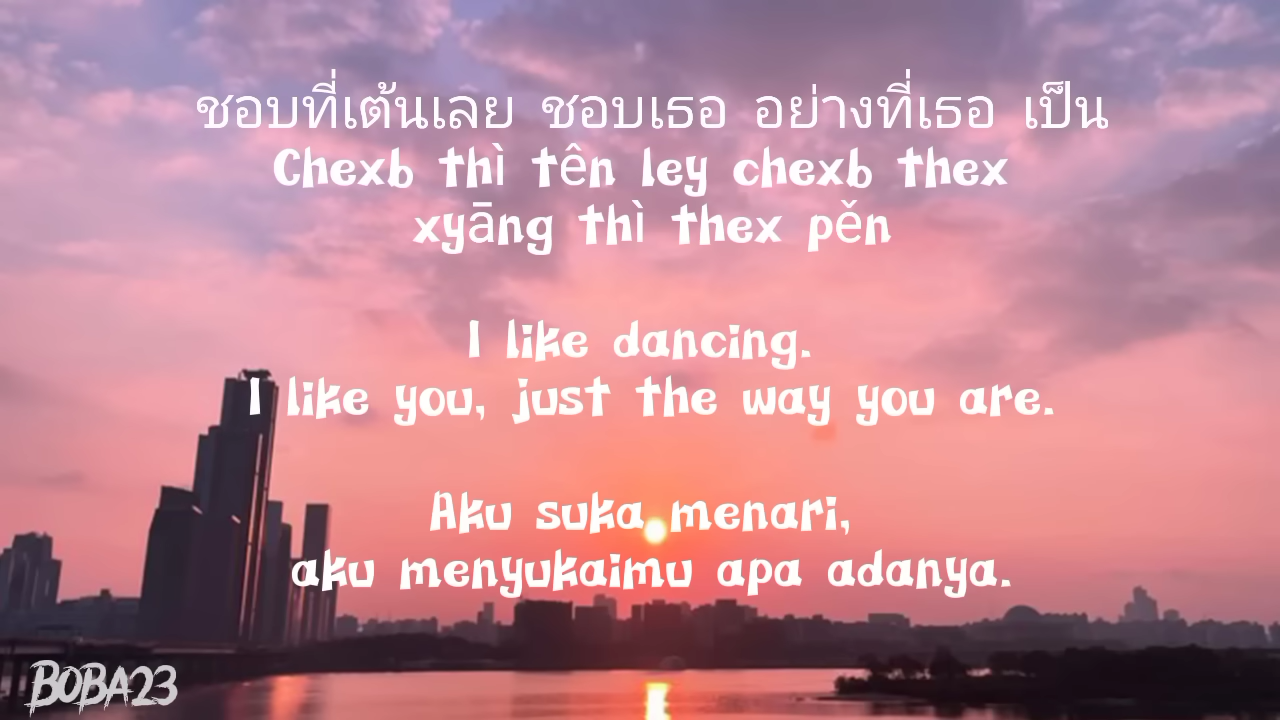 ชอบที่เต้นเลย ชอบเธอ อย่างที่เธอ เป็น
Chexb thì tên ley chexb thex
xyāng thì thex pěn
I like dancing.
I like you, just the way you are.
Aku suka menari,
aku menyukaimu apa adanya.
BOBA23